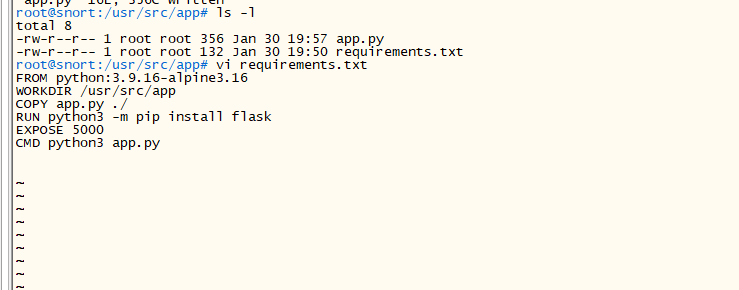 app.py" 16L, 356C written
root@snort:/usr/src/app# ls -l
total 8
-rw-r--r-- 1 root root 356 Jan 30 19:57 app.py
-rw-r--r-- 1 root root 132 Jan 30 19:50 requirements.txt
root@snort:/usr/src/app# vi requirements.txt
FROM python:3.9.16-alpine3.16
WORKDIR /usr/src/app
COPY app.py ./
RUN python3 -m pip install flask
EXPOSE 5000
CMD python3 app.py
~
~
~
~
~
~
~
~
~